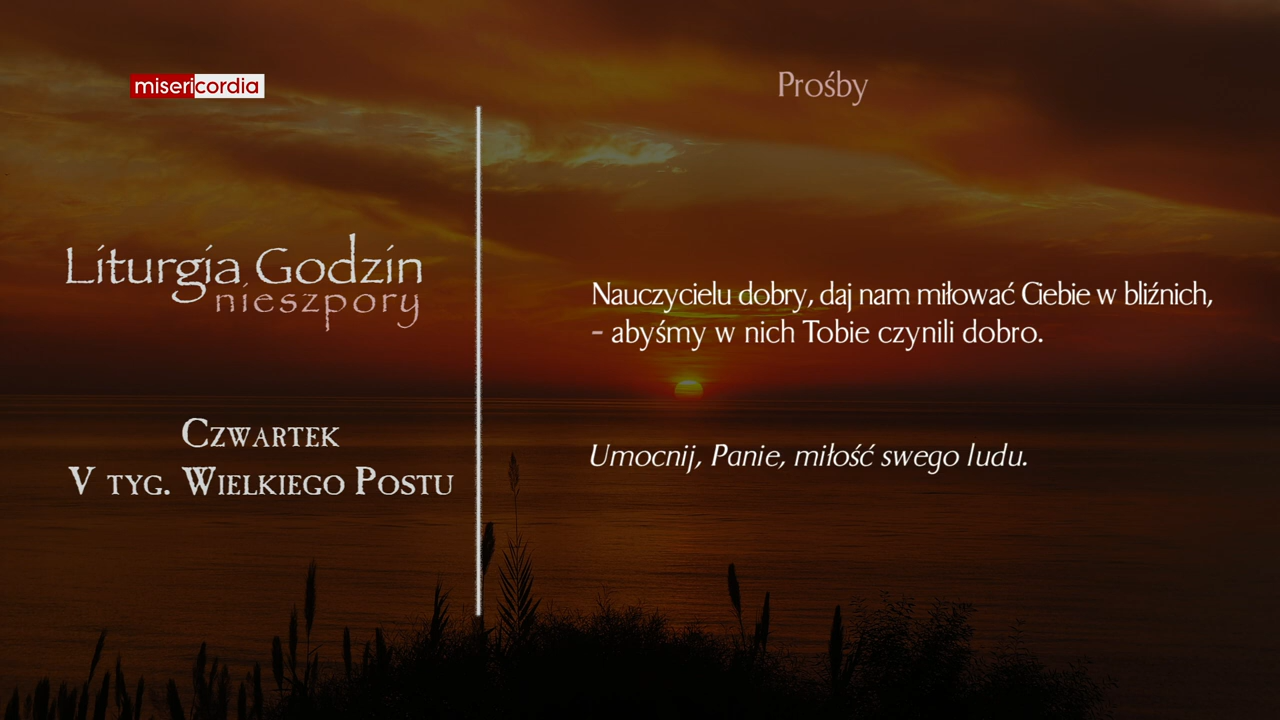 misericordia
Liturgia Godzin
nieszpory
Czwartek
V tyg. Wielkiego Postu
Prośby
Nauczycielu dobry, daj nam miłować Ciebie w bliźnich,
- abyśmy w nich Tobie czynili dobro.
Umocnij, Panie, miłość swego ludu.